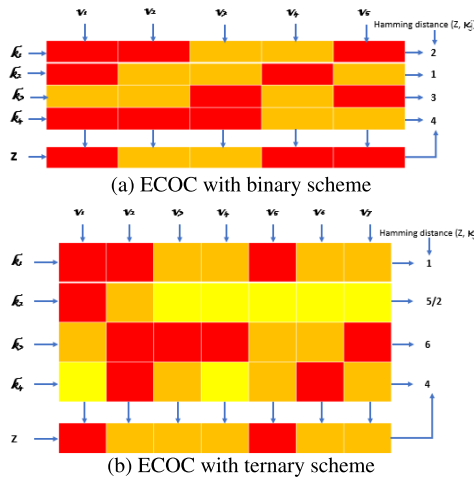 v₁ v₂ v₃ v₄ v₅
Hamming distance (Z, κ
k₁ 2
k₂ 1
k₃ 3
k₄ 4
Z
(a) ECOC with binary scheme
v₁ v₂ v₃ v₄ v₅ v₆ v₇
Hamming distance (Z, κ
k₁ 1
k₂ 5/2
k₃ 6
k₄ 4
Z
(b) ECOC with ternary scheme